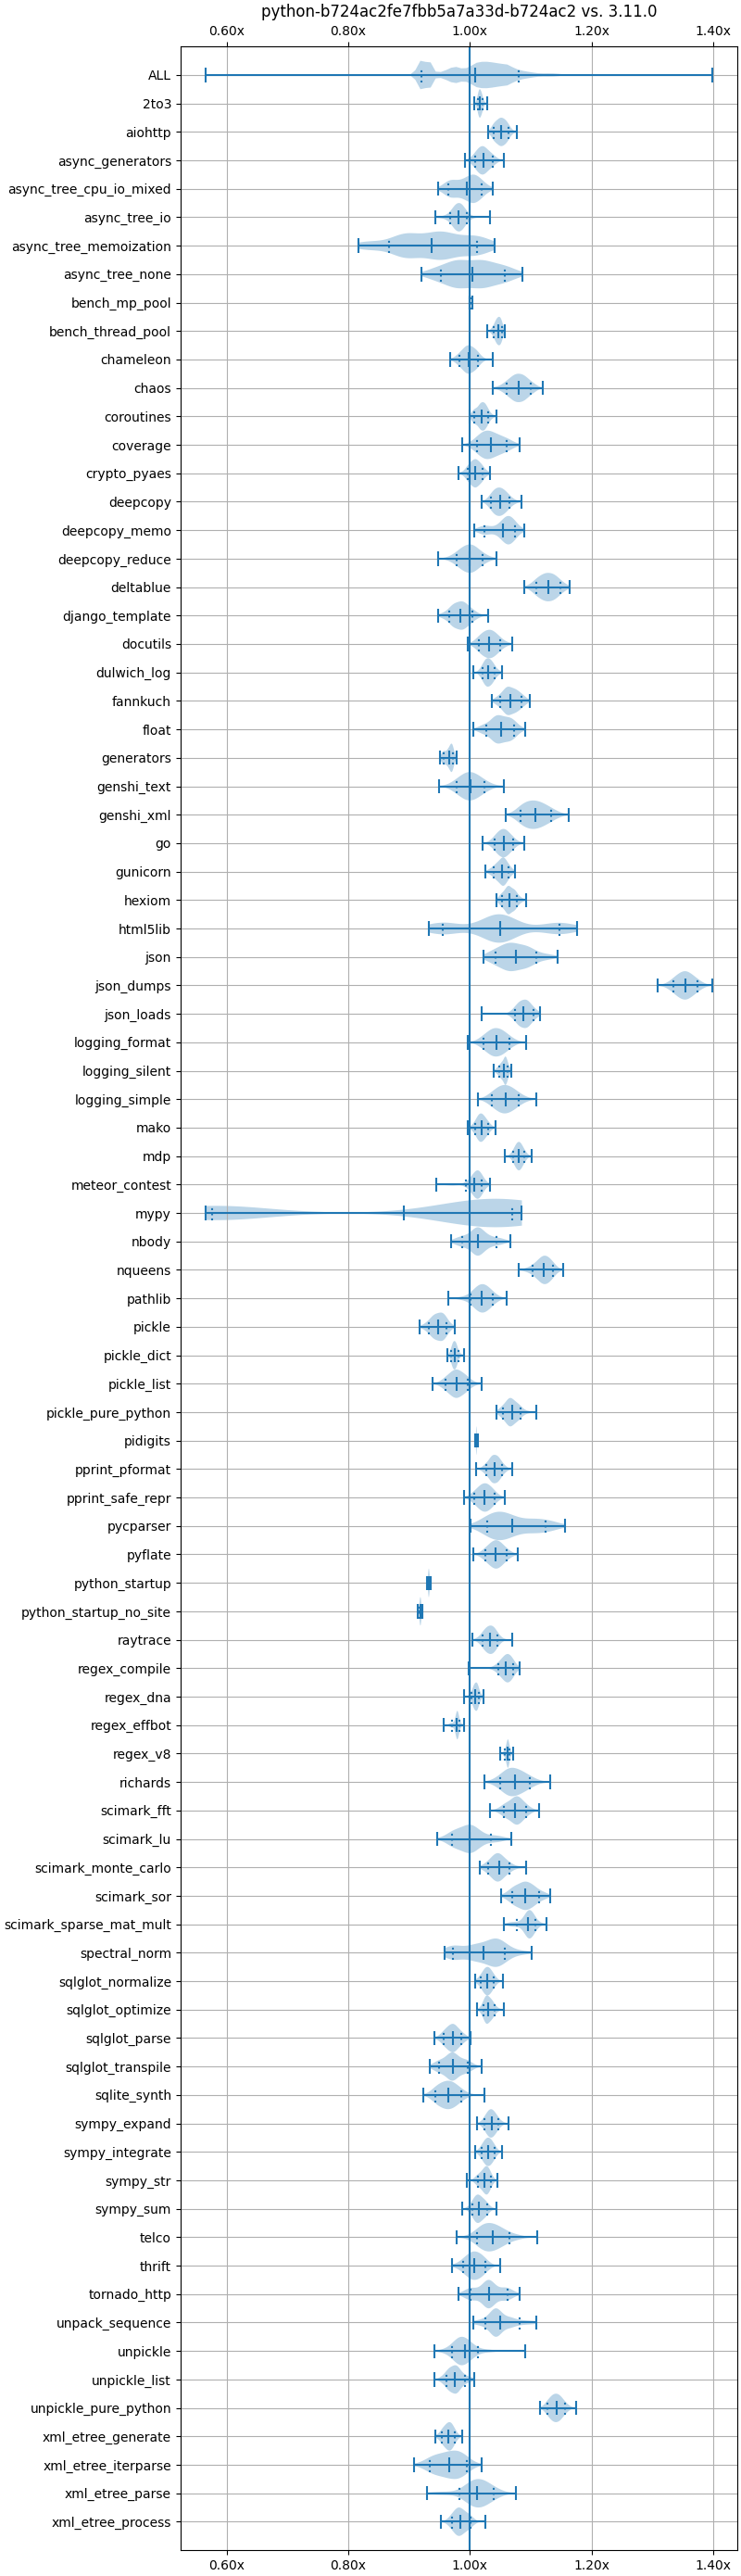 python-b724ac2fe7fbb5a7a33d-b724ac2 vs. 3.11.0
0.60x 0.80x 1.00x 1.20x 1.40x
ALL
2to3
aiohttp
async_generators
async_tree_cpu_io_mixed
async_tree_io
async_tree_memoization
async_tree_none
bench_mp_pool
bench_thread_pool
chameleon
chaos
coroutines
coverage
crypto_pyaes
deepcopy
deepcopy_memo
deepcopy_reduce
deltablue
django_template
docutils
dulwich_log
fannkuch
float
generators
genshi_text
genshi_xml
go
gunicorn
hexiom
html5lib
json
json_dumps
json_loads
logging_format
logging_silent
logging_simple
mako
mdp
meteor_contest
mypy
nbody
nqueens
pathlib
pickle
pickle_dict
pickle_list
pickle_pure_python
pidigits
pprint_pformat
pprint_safe_repr
pycparser
pyflate
python_startup
python_startup_no_site
raytrace
regex_compile
regex_dna
regex_effbot
regex_v8
richards
scimark_fft
scimark_lu
scimark_monte_carlo
scimark_sor
scimark_sparse_mat_mult
spectral_norm
sqlglot_normalize
sqlglot_optimize
sqlglot_parse
sqlglot_transpile
sqlite_synth
sympy_expand
sympy_integrate
sympy_str
sympy_sum
telco
thrift
tornado_http
unpack_sequence
unpickle
unpickle_list
unpickle_pure_python
xml_etree_generate
xml_etree_iterparse
xml_etree_parse
xml_etree_process
0.60x 0.80x 1.00x 1.20x 1.40x